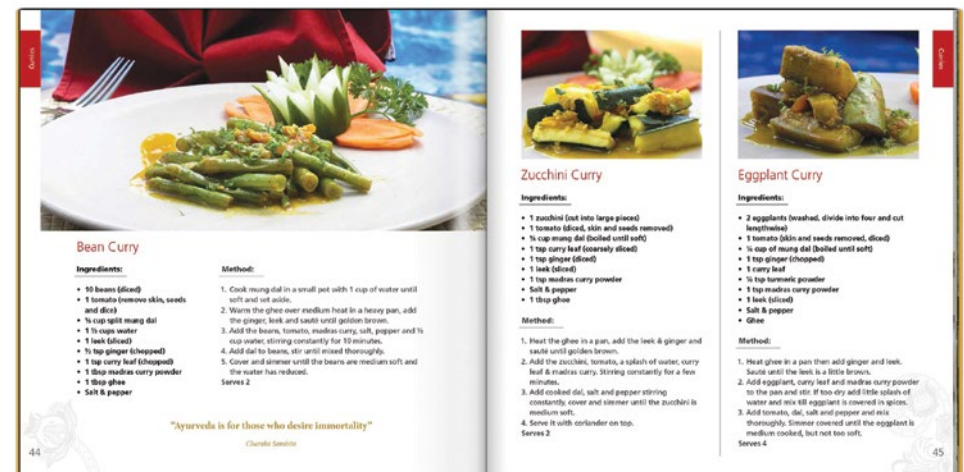 Curries
Bean Curry
Ingredients:
• 10 beans (diced)
• 1 tomato (remove skin, seeds
and dice)
cup split mung dal
• 1 ½ cups water
• 1 leek (sliced)
• ½ tsp ginger (chopped)
• 1 tsp curry leaf (chopped)
• 1 tbsp madras curry powder
• 1 tbsp ghee
• Salt & pepper
Method:
1. Cook mung dal in a small pot with 1 cup of water until
soft and set aside.
2. Warm the ghee over medium heat in a heavy pan, add
the ginger, leek and sauté until golden brown.
3. Add the beans, tomato, madras curry, salt, pepper and ½
cup water, stirring constantly for 10 minutes.
4. Add dal to beans, stir until mixed thoroughly.
5. Cover and simmer until the beans are medium soft and
the water has reduced.
Serves 2
"Ayurveda is for those who desire immortality"
Charaka Samhita
44
Zucchini Curry
Ingredients:
• 1 zucchini (cut into large pieces)
• 1 tomato (diced, skin and seeds removed)
cup mung dal (boiled until soft)
• 1 tsp curry leaf (coarsely sliced)
• 1 tsp ginger (diced)
• 1 leek (sliced)
• 1 tsp madras curry powder
• Salt & pepper
• 1 tbsp ghee
Method:
1. Heat the ghee in a pan, add the leek & ginger and
sauté until golden brown.
2. Add the zucchini, tomato, a splash of water, curry
leaf & madras curry. Stirring constantly for a few
minutes.
3. Add cooked dal, salt and pepper stirring
constantly, cover and simmer until the zucchini is
medium soft.
4. Serve it with coriander on top.
Serves 2
Curries
Eggplant Curry
Ingredients:
• 2 eggplants (washed, divide into four and cut
lengthwise)
• 1 tomato (skin and seeds removed, diced)
cup of mung dal (boiled until soft)
• 1 tsp ginger (chopped)
• 1 curry leaf
tsp turmeric powder
• 1 tsp madras curry powder
• 1 leek (sliced)
• Salt & pepper
• Ghee
Method:
1. Heat ghee in a pan then add ginger and leek.
Sauté until the leek is a little brown.
2. Add eggplant, curry leaf and madras curry powder
to the pan and stir. If too dry add little splash of
water and mix till eggplant is covered in spices.
3. Add tomato, dal, salt and pepper and mix
thoroughly. Simmer covered until the eggplant is
medium cooked, but not too soft.
Serves 4
45